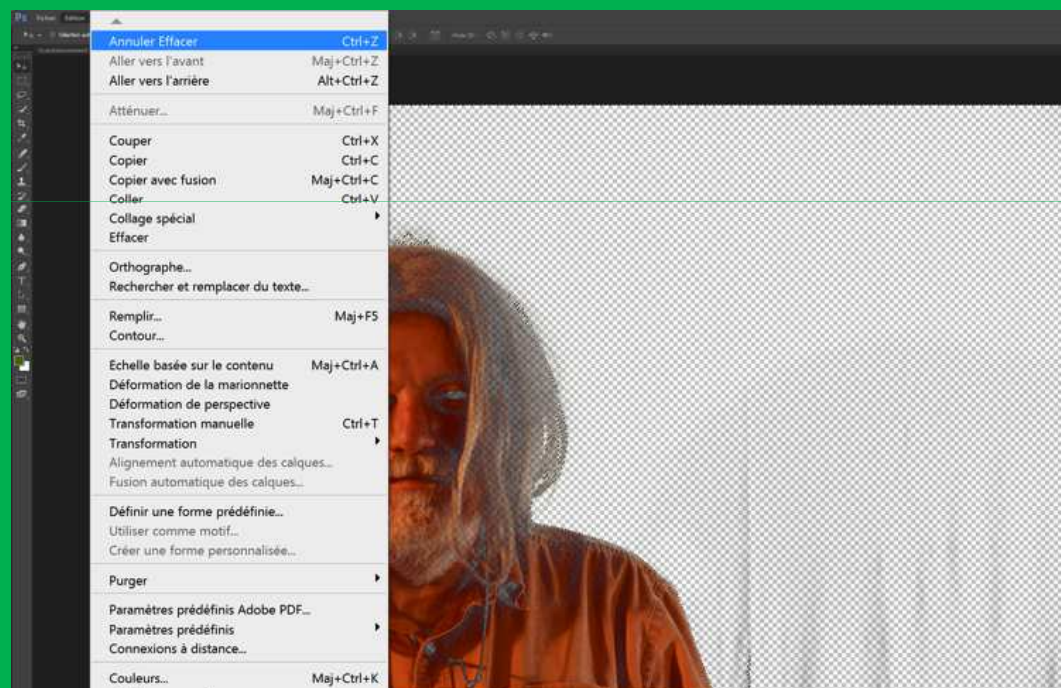 Ps Fichier Edition
Annuler Effacer Ctrl+Z
Aller vers l'avant Maj+Ctrl+Z
Aller vers l'arrière Alt+Ctrl+Z
Atténuer... Maj+Ctrl+F
Couper Ctrl+X
Copier Ctrl+C
Copier avec fusion Maj+Ctrl+C
Coller Ctrl+V
Collage spécial
Effacer
Orthographe...
Rechercher et remplacer du texte...
Remplir... Maj+F5
Contour...
Echelle basée sur le contenu Maj+Ctrl+A
Déformation de la marionnette
Déformation de perspective
Transformation manuelle Ctrl+T
Transformation
Alignement automatique des calques...
Fusion automatique des calques...
Définir une forme prédéfinie...
Utiliser comme motif...
Créer une forme personnalisée...
Purger
Paramètres prédéfinis Adobe PDF...
Paramètres prédéfinis
Connexions à distance...
Couleurs... Maj+Ctrl+K